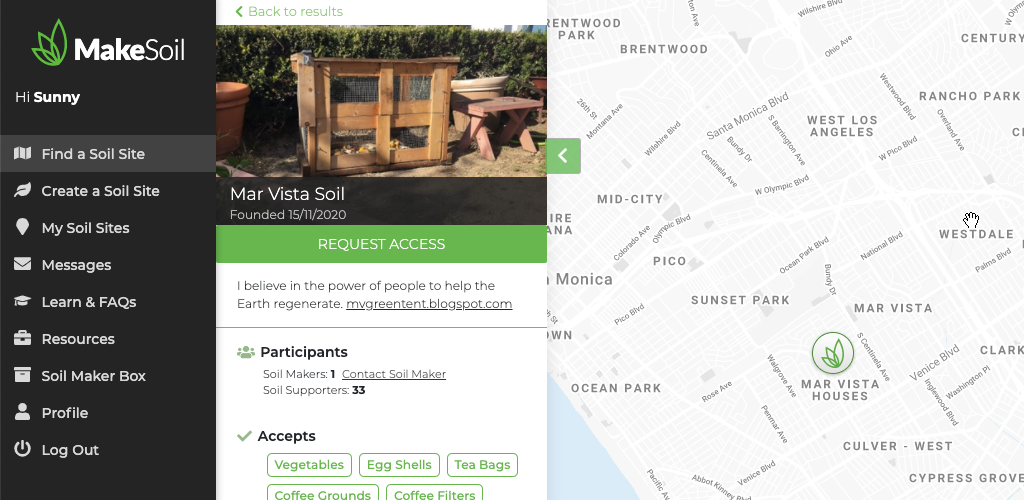 MakeSoil
Hi Sunny
Find a Soil Site
Create a Soil Site
My Soil Sites
Messages
Learn & FAQs
Resources
Soil Maker Box
Profile
Log Out
Back to results
Mar Vista Soil
Founded 15/11/2020
REQUEST ACCESS
I believe in the power of people to help the
Earth regenerate. mvgreentent.blogspot.com
Participants
Soil Makers: 1 Contact Soil Maker
Soil Supporters: 33
Accepts
Vegetables Egg Shells Tea Bags
Coffee Grounds Coffee Filters
BRENTWOOD
PARK
BRENTWOOD
Wilshire Blvd
Ohio Ave
CENTURY
RANCHO PARK
Westwood Blvd
Overland Ave
26th St
Montana Ave
Wilshire Blvd
Santa Monica Blvd
S Barrington Ave
Bundy Dr
Centinela Ave
WEST LOS
ANGELES
W Pico Blvd
W Olympic Blvd
MID-CITY
Colorado Ave
Olympic Blvd
PICO
Ocean Park Blvd
National Blvd
WESTDALE
Palms Blvd
Bundy Dr
a Monica
SUNSET PARK
MAR VISTA
Pico Blvd
OWN
S Centinela Ave
Venice Blvd
CLARK
OCEAN PARK
Rose Ave
Walgrove Ave
MAR VISTA
HOUSES
Inglewood Blvd
Washington Pl
Penmar Ave
CULVER - WEST
Venice Blvd
Abbot Kinney Blvd
Pacific Ave
CYPRESS GROVE